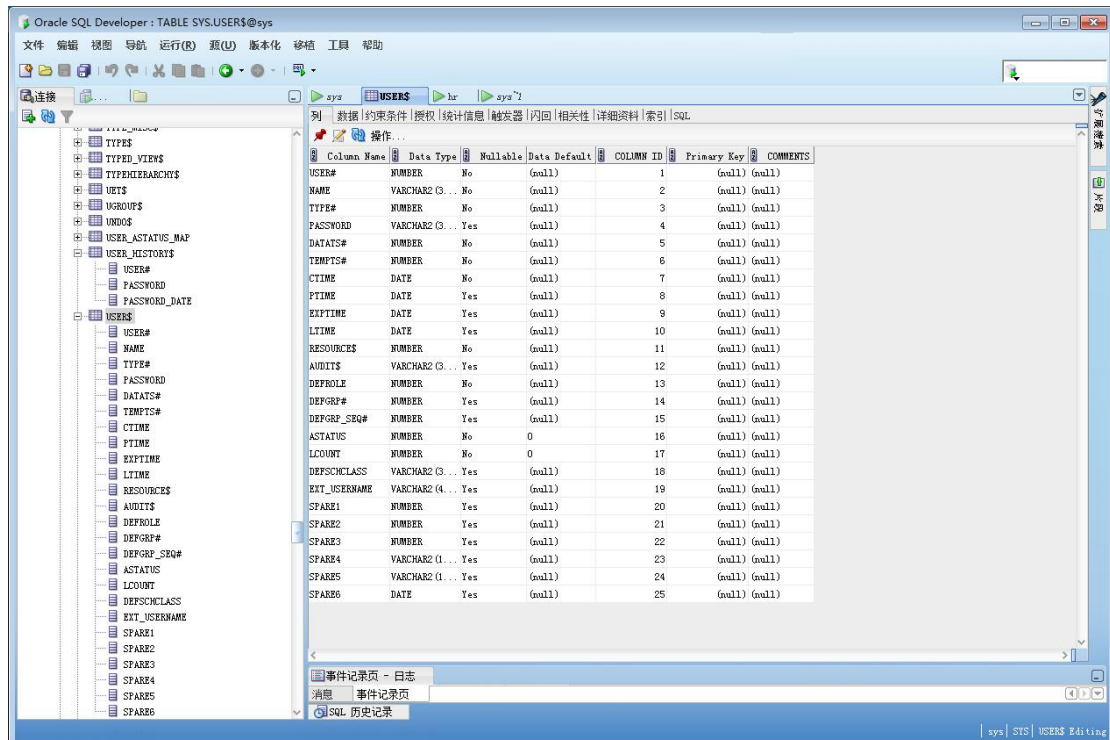 Oracle SQL Developer : TABLE SYS.USER$@sys
文件 编辑 视图 导航 运行(R) 源(U) 版本化 移植 工具 帮助
连接
sys USER$ hr sys~1
列 数据 约束条件 授权 统计信息 触发器 闪回 相关性 详细资料 索引 SQL
操作...
Column Name Data Type Nullable Data Default COLUMN ID Primary Key COMMENTS
USER# NUMBER No (null) 1 (null) (null)
NAME VARCHAR2 (3... No (null) 2 (null) (null)
TYPE# NUMBER No (null) 3 (null) (null)
PASSWORD VARCHAR2 (3... Yes (null) 4 (null) (null)
DATATS# NUMBER No (null) 5 (null) (null)
TEMPTS# NUMBER No (null) 6 (null) (null)
CTIME DATE No (null) 7 (null) (null)
PTIME DATE Yes (null) 8 (null) (null)
EXPTIME DATE Yes (null) 9 (null) (null)
LTIME DATE Yes (null) 10 (null) (null)
RESOURCE$ NUMBER No (null) 11 (null) (null)
AUDIT$ VARCHAR2 (3... Yes (null) 12 (null) (null)
DEFROLE NUMBER No (null) 13 (null) (null)
DEFGRP# NUMBER Yes (null) 14 (null) (null)
DEFGRP_SEQ# NUMBER Yes (null) 15 (null) (null)
ASTATUS NUMBER No 0 16 (null) (null)
LCOUNT NUMBER No 0 17 (null) (null)
DEFSCHCLASS VARCHAR2 (3... Yes (null) 18 (null) (null)
EXT_USERNAME VARCHAR2 (4... Yes (null) 19 (null) (null)
SPARE1 NUMBER Yes (null) 20 (null) (null)
SPARE2 NUMBER Yes (null) 21 (null) (null)
SPARE3 NUMBER Yes (null) 22 (null) (null)
SPARE4 VARCHAR2 (1... Yes (null) 23 (null) (null)
SPARE5 VARCHAR2 (1... Yes (null) 24 (null) (null)
SPARE6 DATE Yes (null) 25 (null) (null)
TYPE$
TYPED_VIEW$
TYPEHIERARCHY$
UET$
UGROUP$
UNDO$
USER_ASTATUS_MAP
USER_HISTORY$
USER#
PASSWORD
PASSWORD_DATE
USER$
USER#
NAME
TYPE#
PASSWORD
DATATS#
TEMPTS#
CTIME
PTIME
EXPTIME
LTIME
RESOURCE$
AUDIT$
DEFROLE
DEFGRP#
DEFGRP_SEQ#
ASTATUS
LCOUNT
DEFSCHCLASS
EXT_USERNAME
SPARE1
SPARE2
SPARE3
SPARE4
SPARE5
SPARE6
扩展搜索
片段
事件记录页 - 日志
消息 事件记录页
SQL 历史记录
sys SYS USER$ Editing